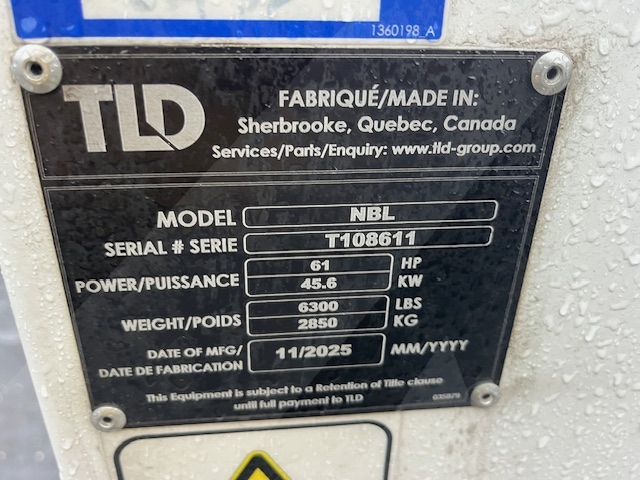 1360198_A
TLD
FABRIQUÉ/MADE IN:
Sherbrooke, Quebec, Canada
Services/Parts/Enquiry: www.tld-group.com
MODEL NBL
SERIAL # SERIE T108611
POWER/PUISSANCE 61 HP
45.6 KW
WEIGHT/POIDS 6300 LBS
2850 KG
DATE OF MFG/
DATE DE FABRICATION 11/2025 MM/YYYY
This Equipment is subject to a Retention of Title clause
until full payment to TLD